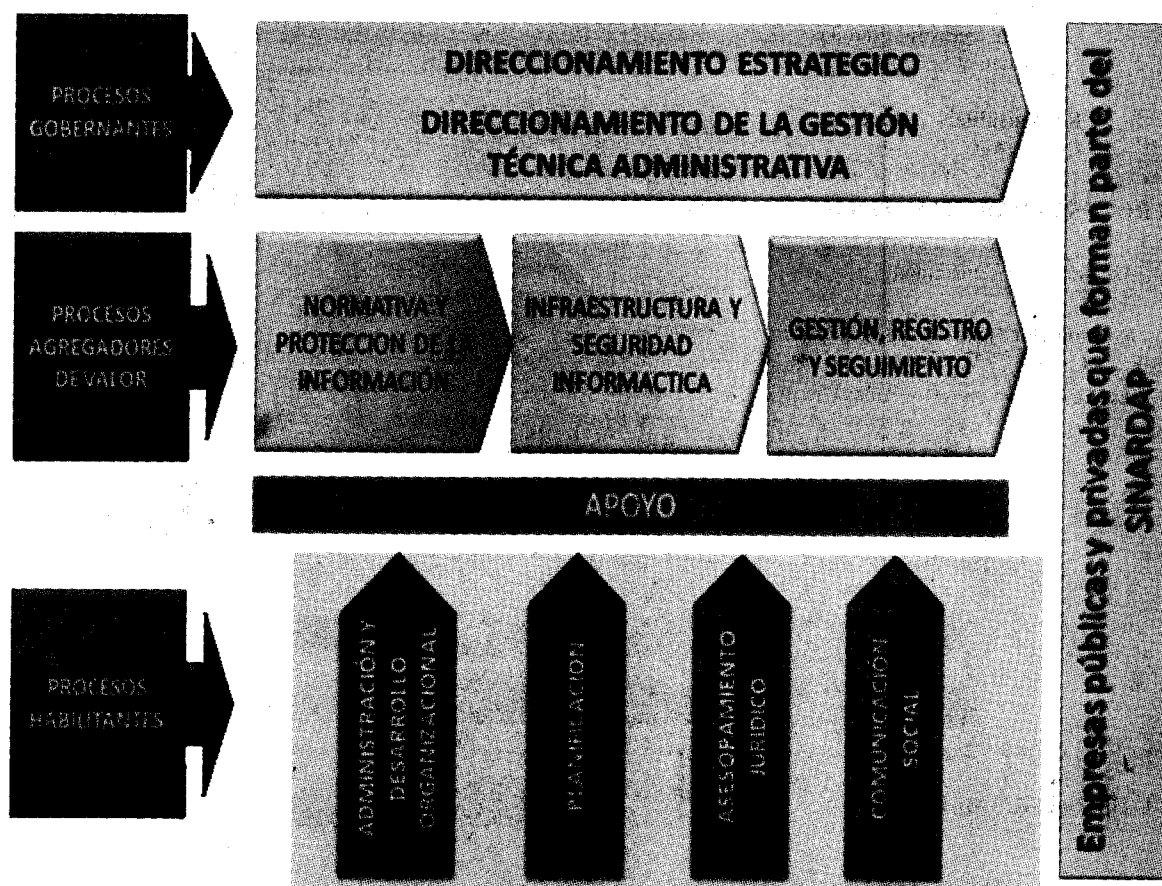 PROCESOS
GOBERNANTES
DIRECCIONAMIENTO ESTRATEGICO
DIRECCIONAMIENTO DE LA GESTIÓN
TÉCNICA ADMINISTRATIVA
PROCESOS
AGREGADORES
DE VALOR
NORMATIVA Y
PROTECCION DE
INFORMACIÓN
INFRAESTRUCTURA Y
SEGURIDAD
INFORMACTICA
GESTIÓN, REGISTRO
Y SEGUIMIENTO
APOYO
PROCESOS
HABILITANTES
ADMINISTRACIÓN Y
DESARROLLO
ORGANIZACIONAL
PLANIFICACION
ASESOPAMIENTO
JURIDICO
COMUNICACIÓN
SOCIAL
Empresas públicas y privadas que forman parte del
SINARDAP